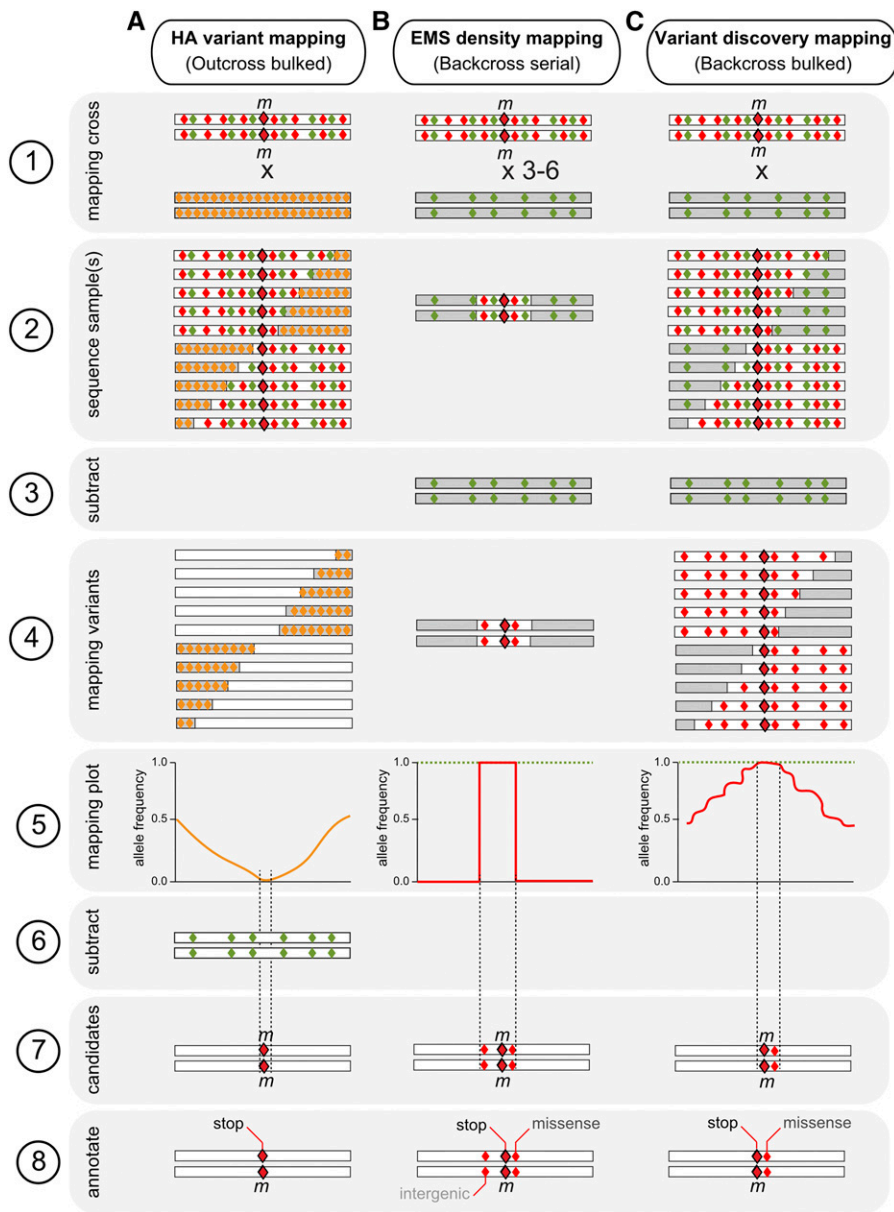 A
HA variant mapping
(Outcross bulked)
B
EMS density mapping
(Backcross serial)
C
Variant discovery mapping
(Backcross bulked)
1
mapping cross
m
m
x
m
m
x 3-6
m
m
x
2
sequence sample(s)
3
subtract
4
mapping variants
5
mapping plot
allele frequency
1.0
0.5
0.0
allele frequency
1.0
0.5
0.0
allele frequency
1.0
0.5
0.0
6
subtract
7
candidates
m
m
m
m
m
m
8
annotate
stop
m
stop
missense
intergenic
m
stop
missense
m